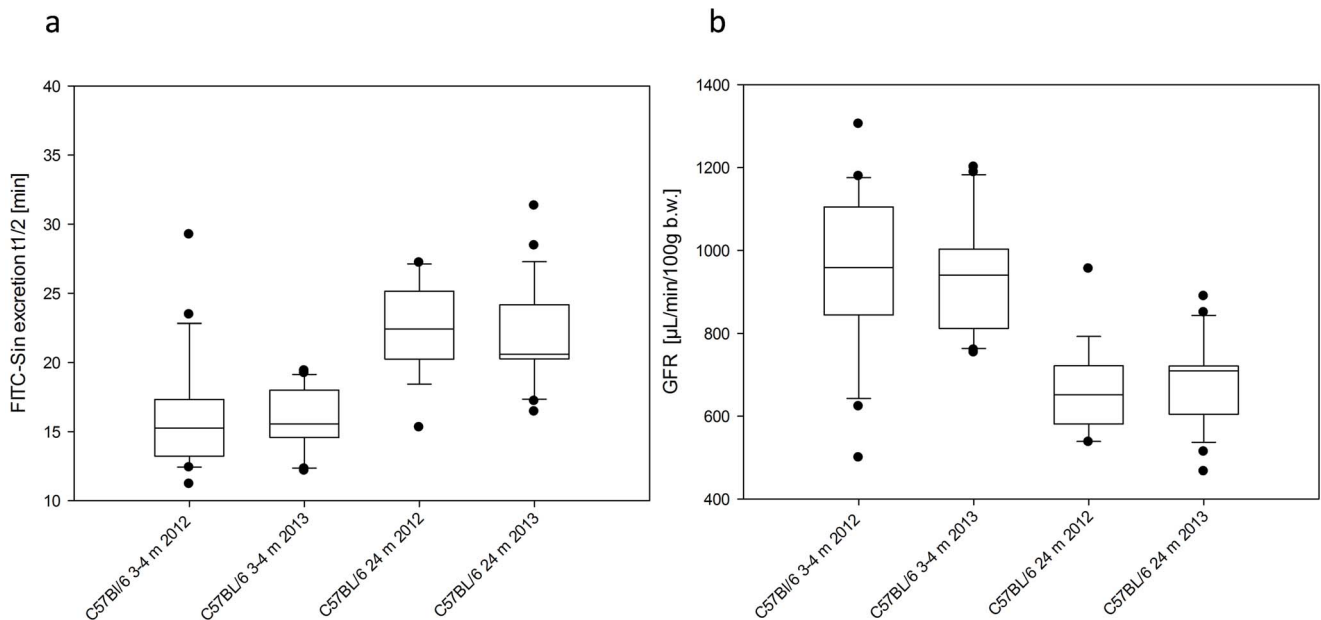 a
FITC-Sin excretion t1/2 [min]
40
35
30
25
20
15
10
C57Bl/6 3-4 m 2012
C57BL/6 3-4 m 2013
C57BL/6 24 m 2012
C57BL/6 24 m 2013
b
GFR [µL/min/100g b.w.]
1400
1200
1000
800
600
400
C57Bl/6 3-4 m 2012
C57BL/6 3-4 m 2013
C57BL/6 24 m 2012
C57BL/6 24 m 2013